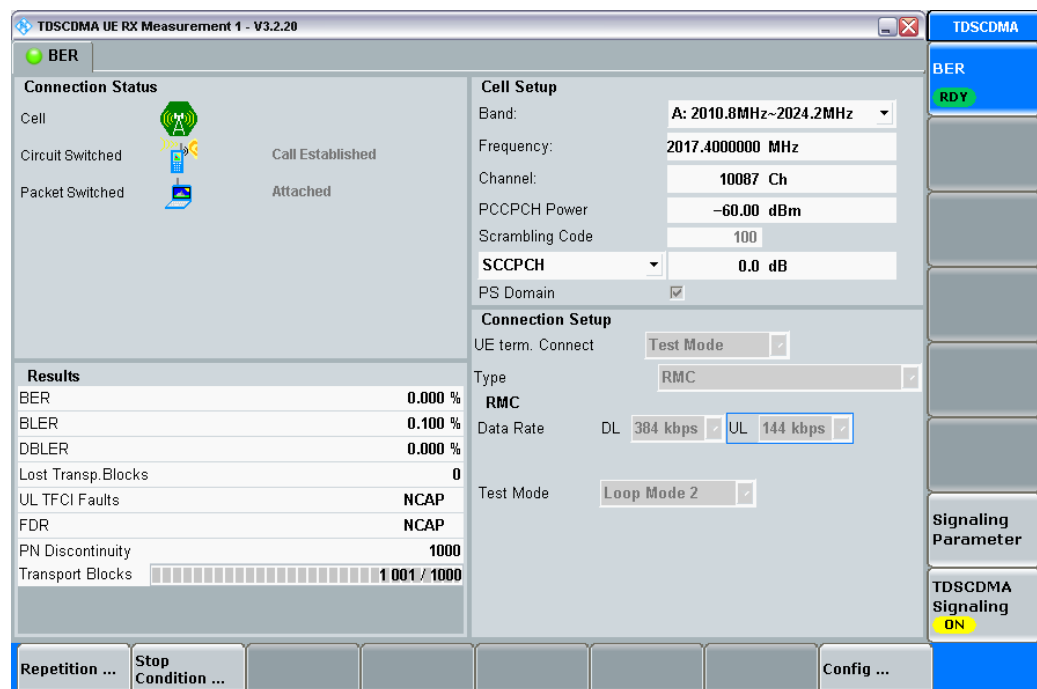 TDSCDMA UE RX Measurement 1 - V3.2.20
TDSCDMA
BER
BER
RDY
Connection Status
Cell
Circuit Switched Call Established
Packet Switched Attached
Cell Setup
Band: A: 2010.8MHz~2024.2MHz
Frequency: 2017.4000000 MHz
Channel: 10087 Ch
PCCPCH Power −60.00 dBm
Scrambling Code 100
SCCPCH 0.0 dB
PS Domain
Connection Setup
UE term. Connect Test Mode
Type RMC
RMC
Data Rate DL 384 kbps UL 144 kbps
Test Mode Loop Mode 2
Results
BER 0.000 %
BLER 0.100 %
DBLER 0.000 %
Lost Transp.Blocks 0
UL TFCI Faults NCAP
FDR NCAP
PN Discontinuity 1000
Transport Blocks 1 001 / 1000
Signaling
Parameter
TDSCDMA
Signaling
ON
Repetition ...
Stop
Condition ...
Config ...